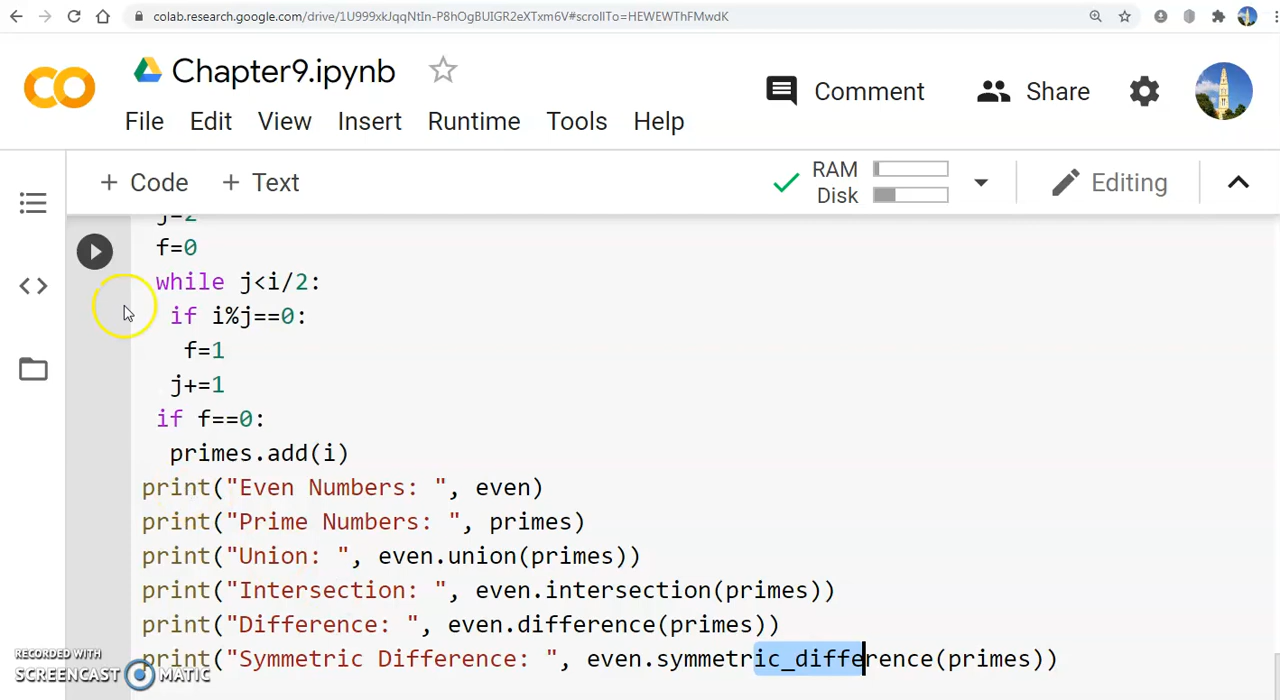 colab.research.google.com/drive/1U999xkJqqNtIn-P8hOgBUIGR2eXTxm6V#scrollTo=HEWEWThFMwdK
Chapter9.ipynb
Comment Share
File Edit View Insert Runtime Tools Help
+ Code + Text RAM Disk Editing
j=2
f=0
while j<i/2:
if i%j==0:
f=1
j+=1
if f==0:
primes.add(i)
print("Even Numbers: ", even)
print("Prime Numbers: ", primes)
print("Union: ", even.union(primes))
print("Intersection: ", even.intersection(primes))
print("Difference: ", even.difference(primes))
print("Symmetric Difference: ", even.symmetric_difference(primes))
RECORDED WITH
SCREENCAST MATIC